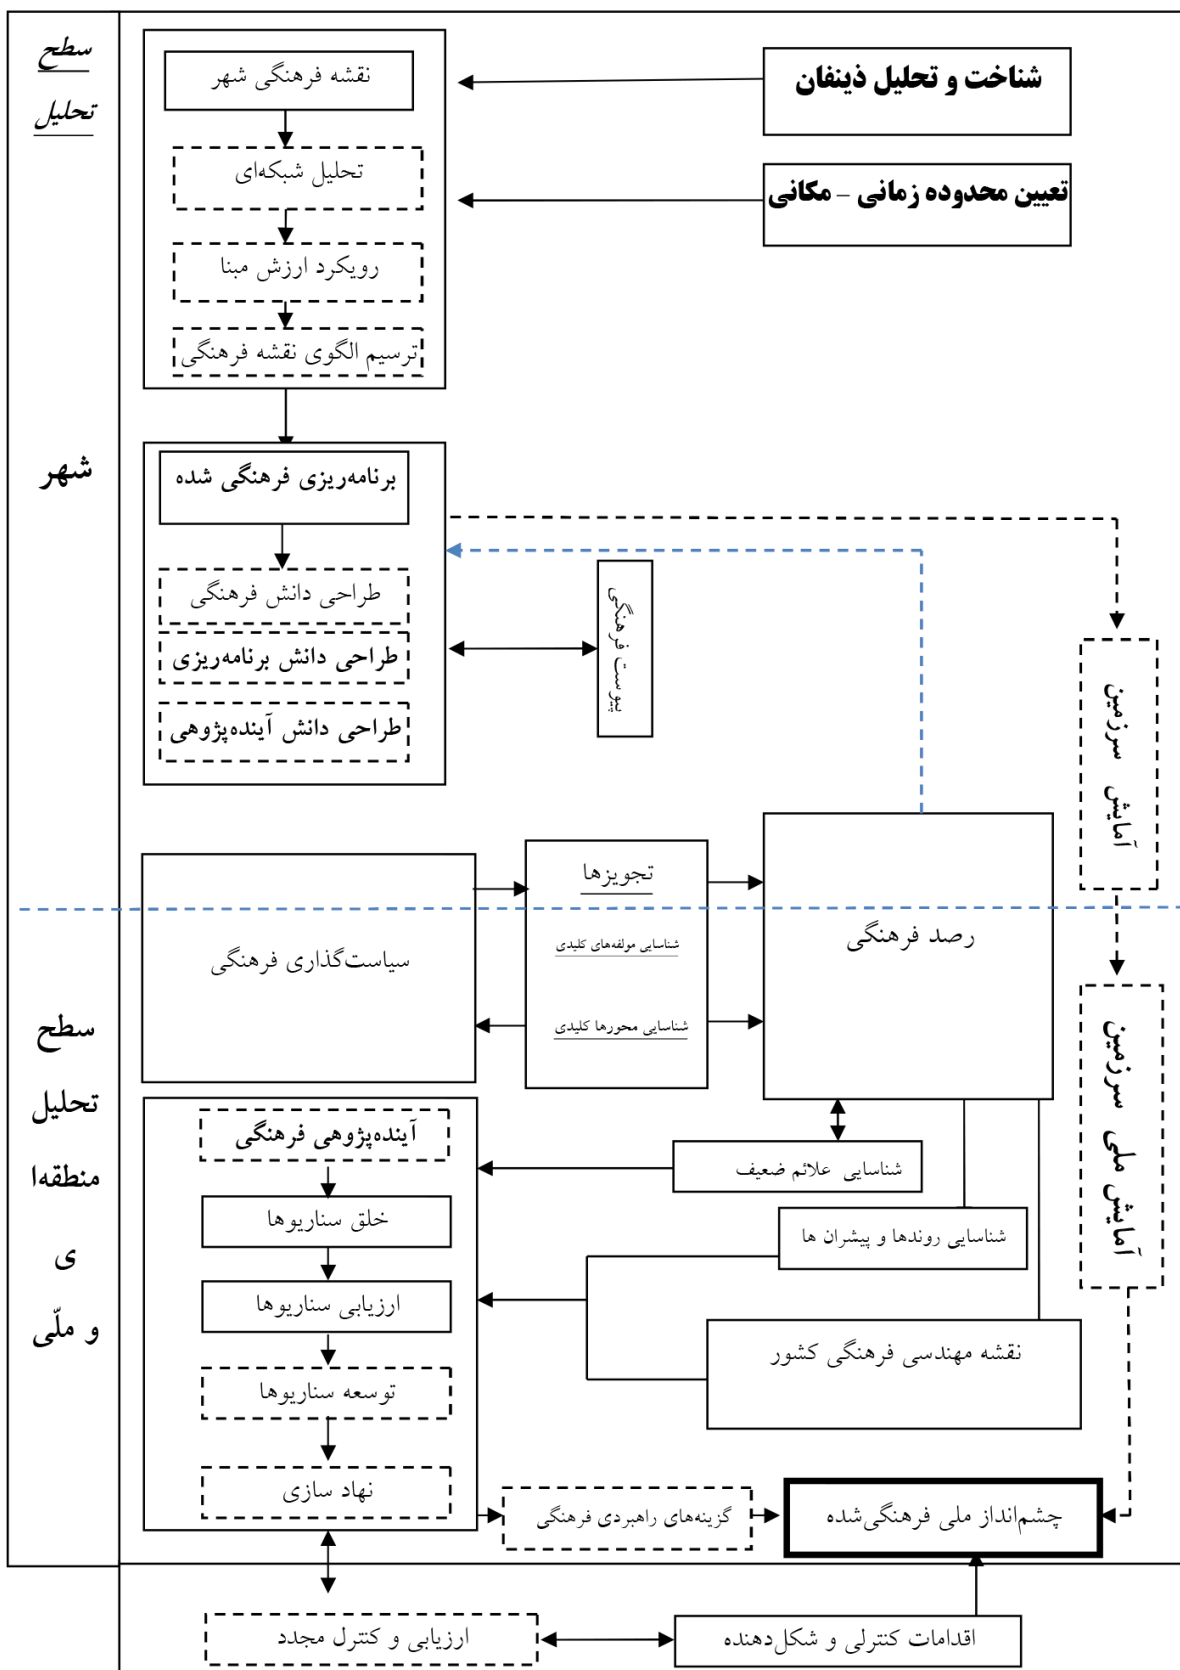 سطح
تحلیل
شهر
نقشه فرهنگی شهر
تحلیل شبکه‌ای
رویکرد ارزش مبنا
ترسیم الگوی نقشه فرهنگی
شناخت و تحلیل ذینفان
تعیین محدوده زمانی – مکانی
برنامه‌ریزی فرهنگی شده
طراحی دانش فرهنگی
طراحی دانش برنامه‌ریزی
طراحی دانش آینده‌پژوهی
پیوست فرهنگی
آمایش سرزمین
سیاست‌گذاری فرهنگی
تجویزها
شناسایی مولفه‌های کلیدی
شناسایی محورها کلیدی
رصد فرهنگی
آمایش ملی سرزمین
سطح
تحلیل
منطقه‌ا
ی
و ملّی
آینده‌پژوهی فرهنگی
خلق سناریوها
ارزیابی سناریوها
توسعه سناریوها
نهاد سازی
شناسایی علائم ضعیف
شناسایی روندها و پیشران ها
نقشه مهندسی فرهنگی کشور
گزینه‌های راهبردی فرهنگی
چشم‌انداز ملی فرهنگی‌شده
ارزیابی و کنترل مجدد
اقدامات کنترلی و شکل‌دهنده